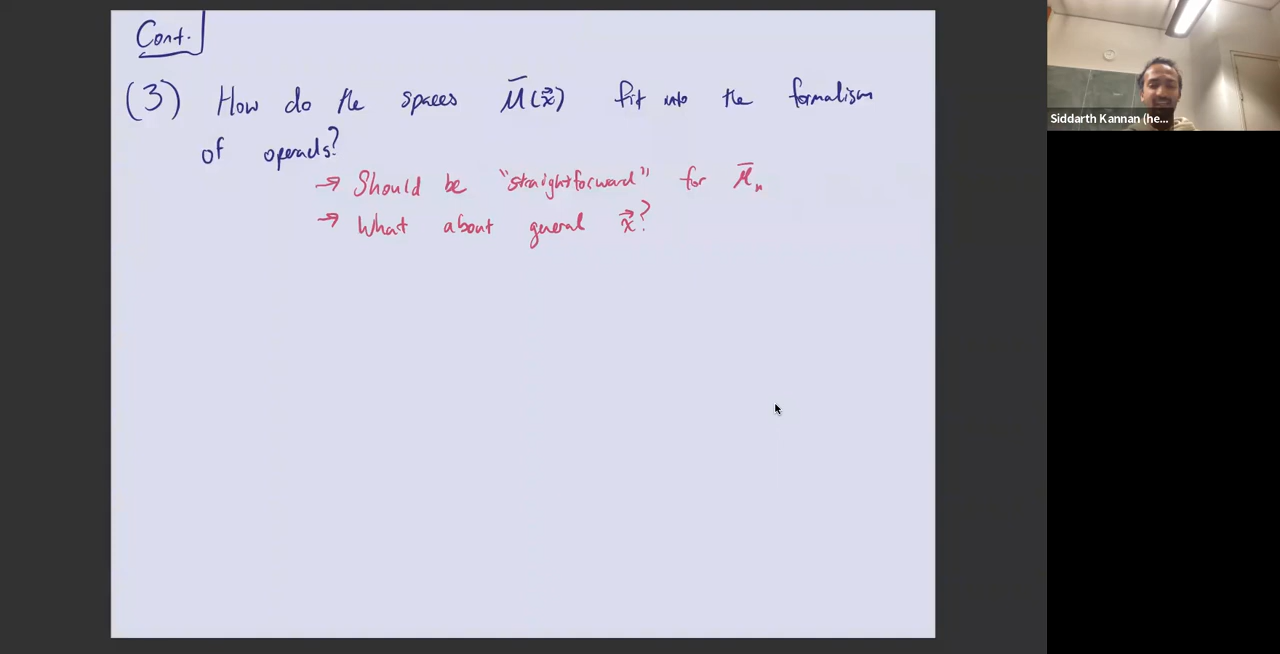 Cont.
(3) How do the spaces M̄(x⃗) fit into the formalism
of operads?
→ Should be "straightforward" for M̄ₙ
→ What about general x⃗?
Siddarth Kannan (he...